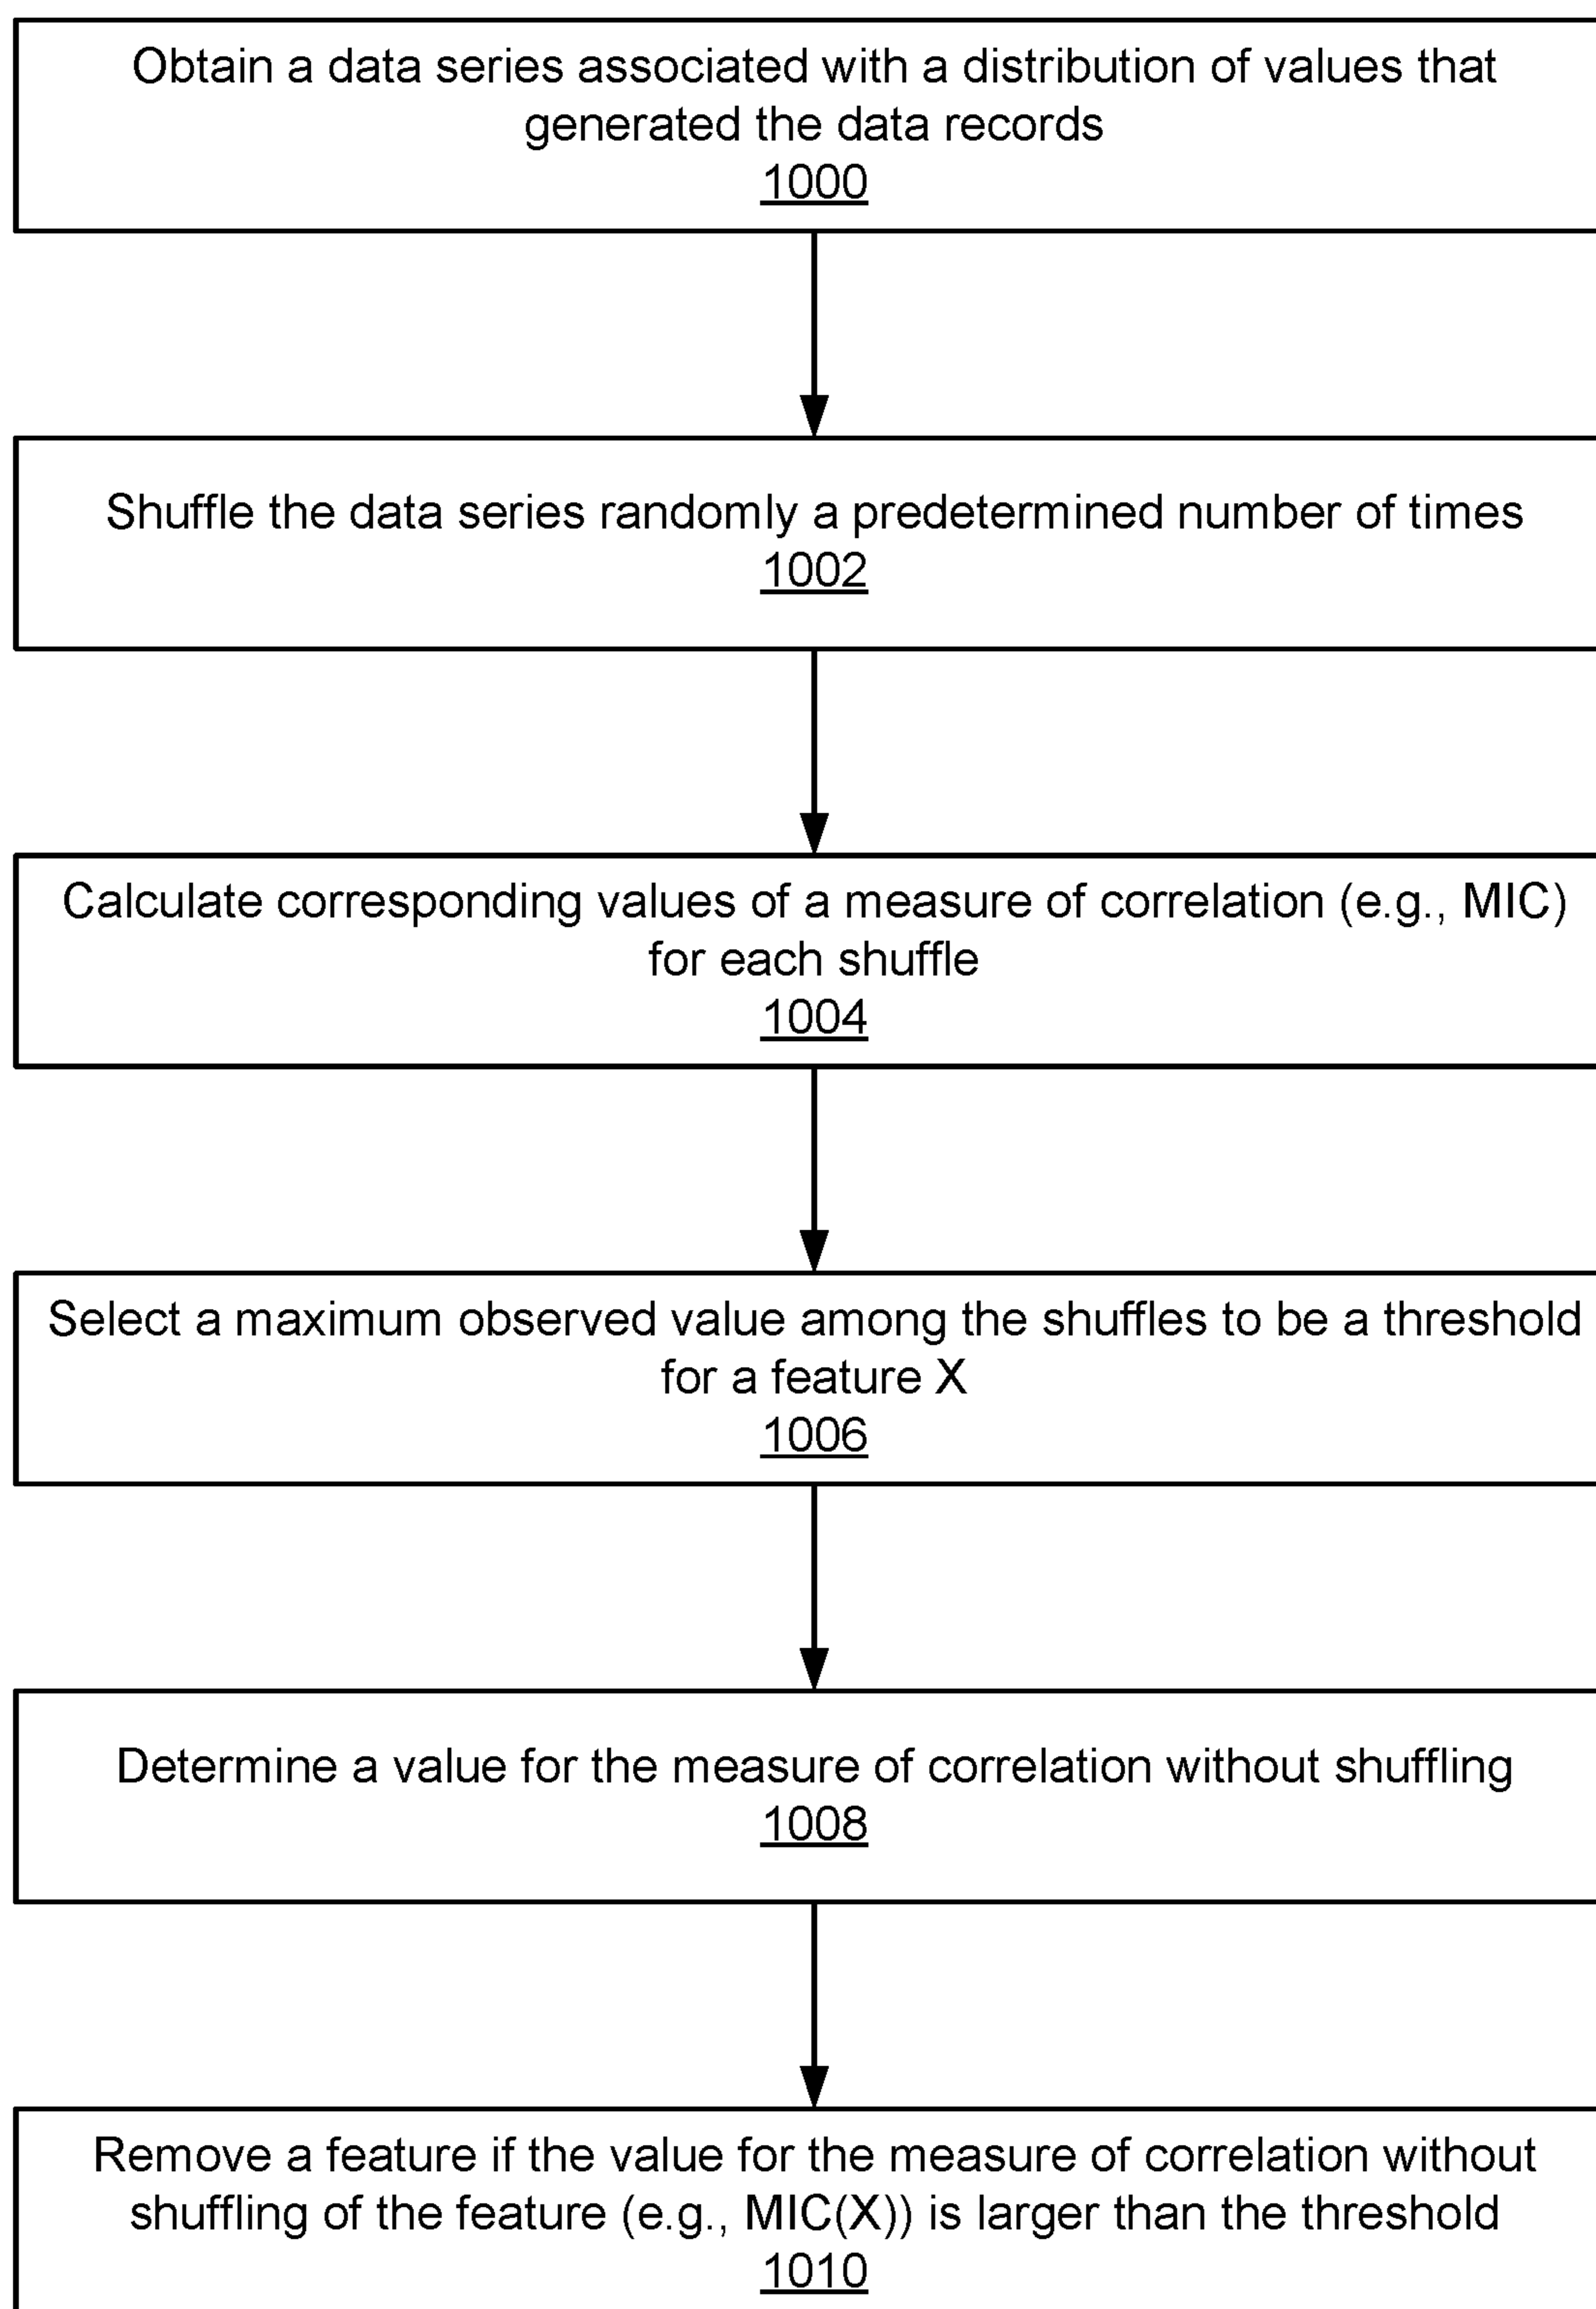 Obtain a data series associated with a distribution of values that
generated the data records
1000
Shuffle the data series randomly a predetermined number of times
1002
Calculate corresponding values of a measure of correlation (e.g., MIC)
for each shuffle
1004
Select a maximum observed value among the shuffles to be a threshold
for a feature X
1006
Determine a value for the measure of correlation without shuffling
1008
Remove a feature if the value for the measure of correlation without
shuffling of the feature (e.g., MIC(X)) is larger than the threshold
1010